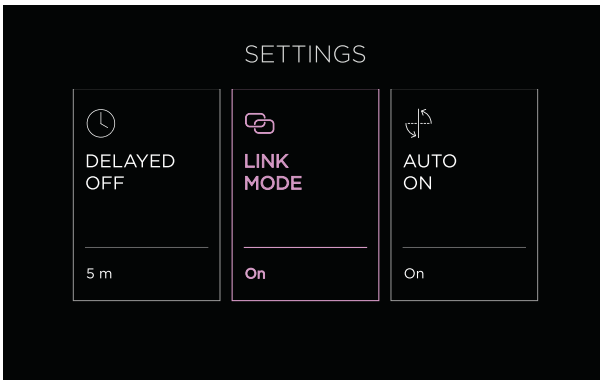 SETTINGS
DELAYED
OFF
5 m
LINK
MODE
On
AUTO
ON
On